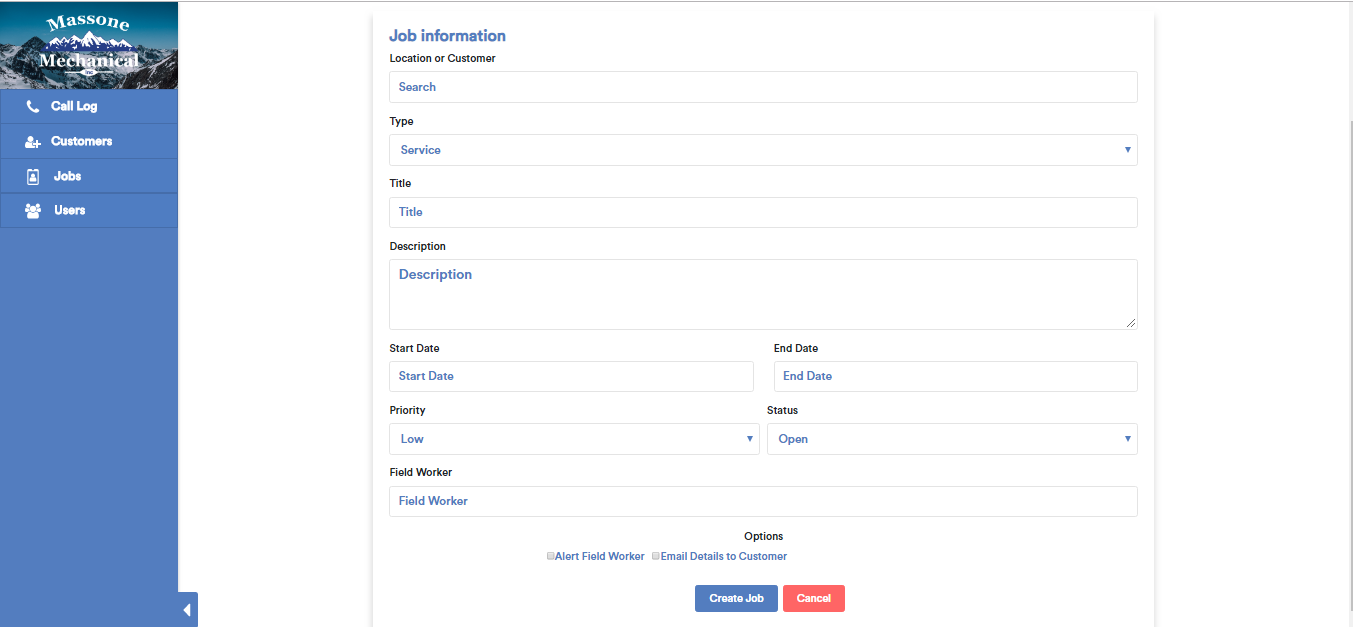 Massone
Mechanical
INC
Call Log
Customers
Jobs
Users
Job information
Location or Customer
Search
Type
Service
Title
Title
Description
Description
Start Date
End Date
Start Date
End Date
Priority
Status
Low
Open
Field Worker
Field Worker
Options
Alert Field Worker
Email Details to Customer
Create Job
Cancel